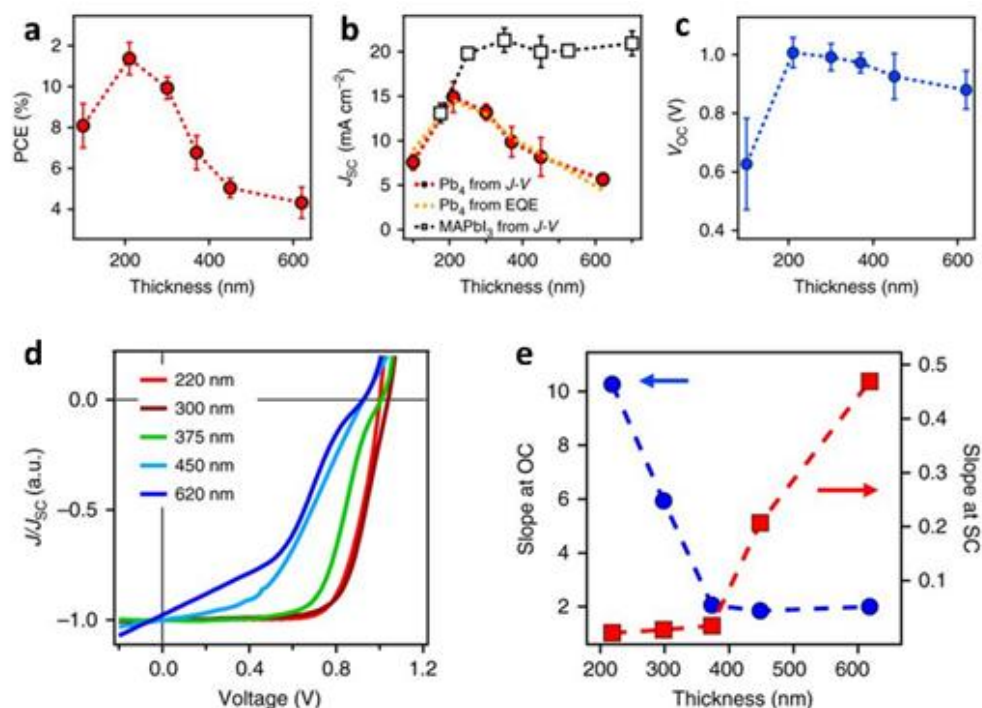 a
12
10
8
6
4
PCE (%)
200 400 600
Thickness (nm)
b
20
15
10
5
0
J_SC (mA cm⁻²)
Pb₄ from J-V
Pb₄ from EQE
MAPbI₃ from J-V
0 200 400 600
Thickness (nm)
c
1.0
0.8
0.6
0.4
V_OC (V)
200 400 600
Thickness (nm)
d
220 nm
300 nm
375 nm
450 nm
620 nm
0.0
−0.5
−1.0
J/J_SC (a.u.)
0.0 0.4 0.8 1.2
Voltage (V)
e
10
8
6
4
2
Slope at OC
0.5
0.4
0.3
0.2
0.1
Slope at SC
200 300 400 500 600
Thickness (nm)